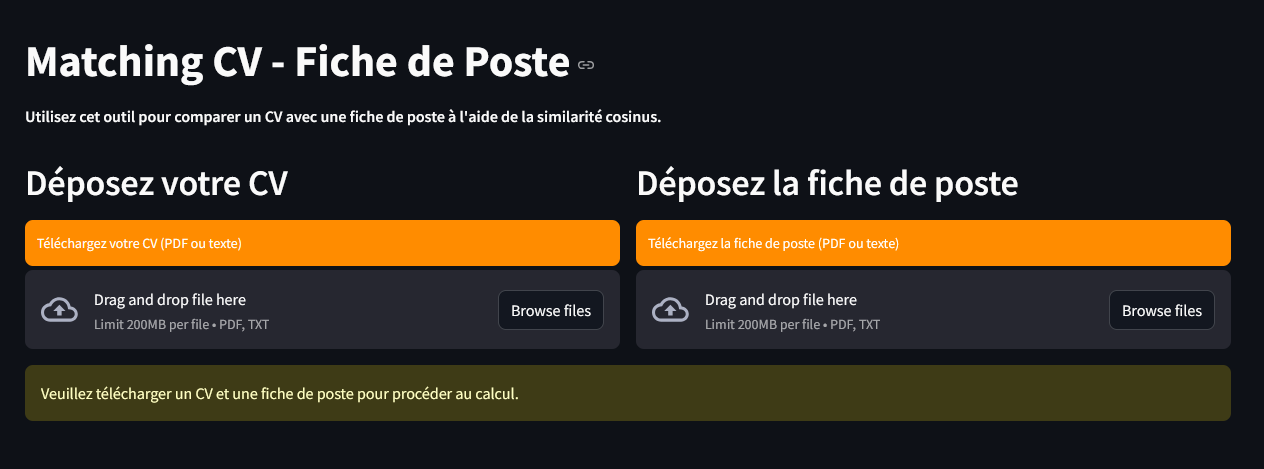 Matching CV - Fiche de Poste
Utilisez cet outil pour comparer un CV avec une fiche de poste à l'aide de la similarité cosinus.
Déposez votre CV
Téléchargez votre CV (PDF ou texte)
Drag and drop file here
Limit 200MB per file • PDF, TXT
Browse files
Déposez la fiche de poste
Téléchargez la fiche de poste (PDF ou texte)
Drag and drop file here
Limit 200MB per file • PDF, TXT
Browse files
Veuillez télécharger un CV et une fiche de poste pour procéder au calcul.